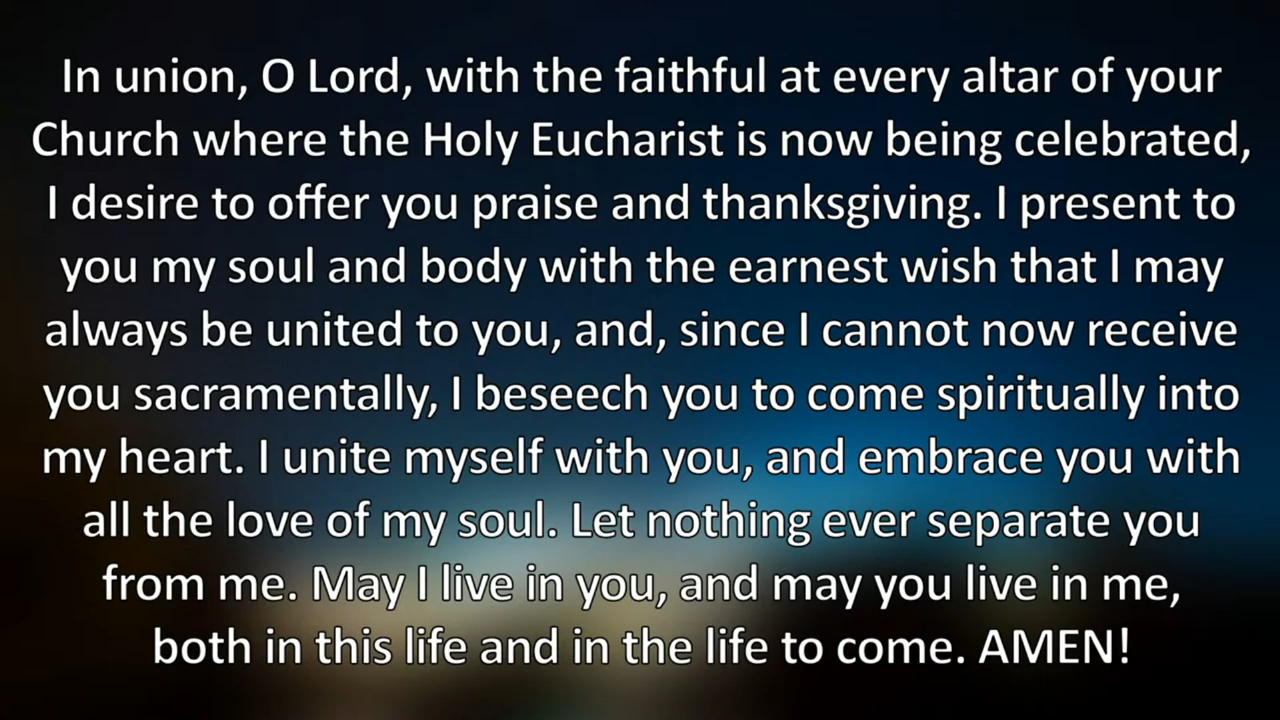 In union, O Lord, with the faithful at every altar of your
Church where the Holy Eucharist is now being celebrated,
I desire to offer you praise and thanksgiving. I present to
you my soul and body with the earnest wish that I may
always be united to you, and, since I cannot now receive
you sacramentally, I beseech you to come spiritually into
my heart. I unite myself with you, and embrace you with
all the love of my soul. Let nothing ever separate you
from me. May I live in you, and may you live in me,
both in this life and in the life to come. AMEN!